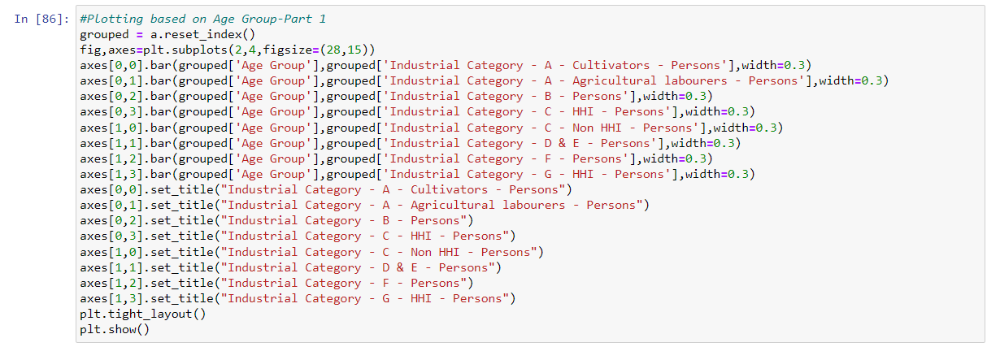 In [86]: #Plotting based on Age Group-Part 1
grouped = a.reset_index()
fig,axes=plt.subplots(2,4,figsize=(28,15))
axes[0,0].bar(grouped['Age Group'],grouped['Industrial Category - A - Cultivators - Persons'],width=0.3)
axes[0,1].bar(grouped['Age Group'],grouped['Industrial Category - A - Agricultural labourers - Persons'],width=0.3)
axes[0,2].bar(grouped['Age Group'],grouped['Industrial Category - B - Persons'],width=0.3)
axes[0,3].bar(grouped['Age Group'],grouped['Industrial Category - C - HHI - Persons'],width=0.3)
axes[1,0].bar(grouped['Age Group'],grouped['Industrial Category - C - Non HHI - Persons'],width=0.3)
axes[1,1].bar(grouped['Age Group'],grouped['Industrial Category - D & E - Persons'],width=0.3)
axes[1,2].bar(grouped['Age Group'],grouped['Industrial Category - F - Persons'],width=0.3)
axes[1,3].bar(grouped['Age Group'],grouped['Industrial Category - G - HHI - Persons'],width=0.3)
axes[0,0].set_title("Industrial Category - A - Cultivators - Persons")
axes[0,1].set_title("Industrial Category - A - Agricultural labourers - Persons")
axes[0,2].set_title("Industrial Category - B - Persons")
axes[0,3].set_title("Industrial Category - C - HHI - Persons")
axes[1,0].set_title("Industrial Category - C - Non HHI - Persons")
axes[1,1].set_title("Industrial Category - D & E - Persons")
axes[1,2].set_title("Industrial Category - F - Persons")
axes[1,3].set_title("Industrial Category - G - HHI - Persons")
plt.tight_layout()
plt.show()